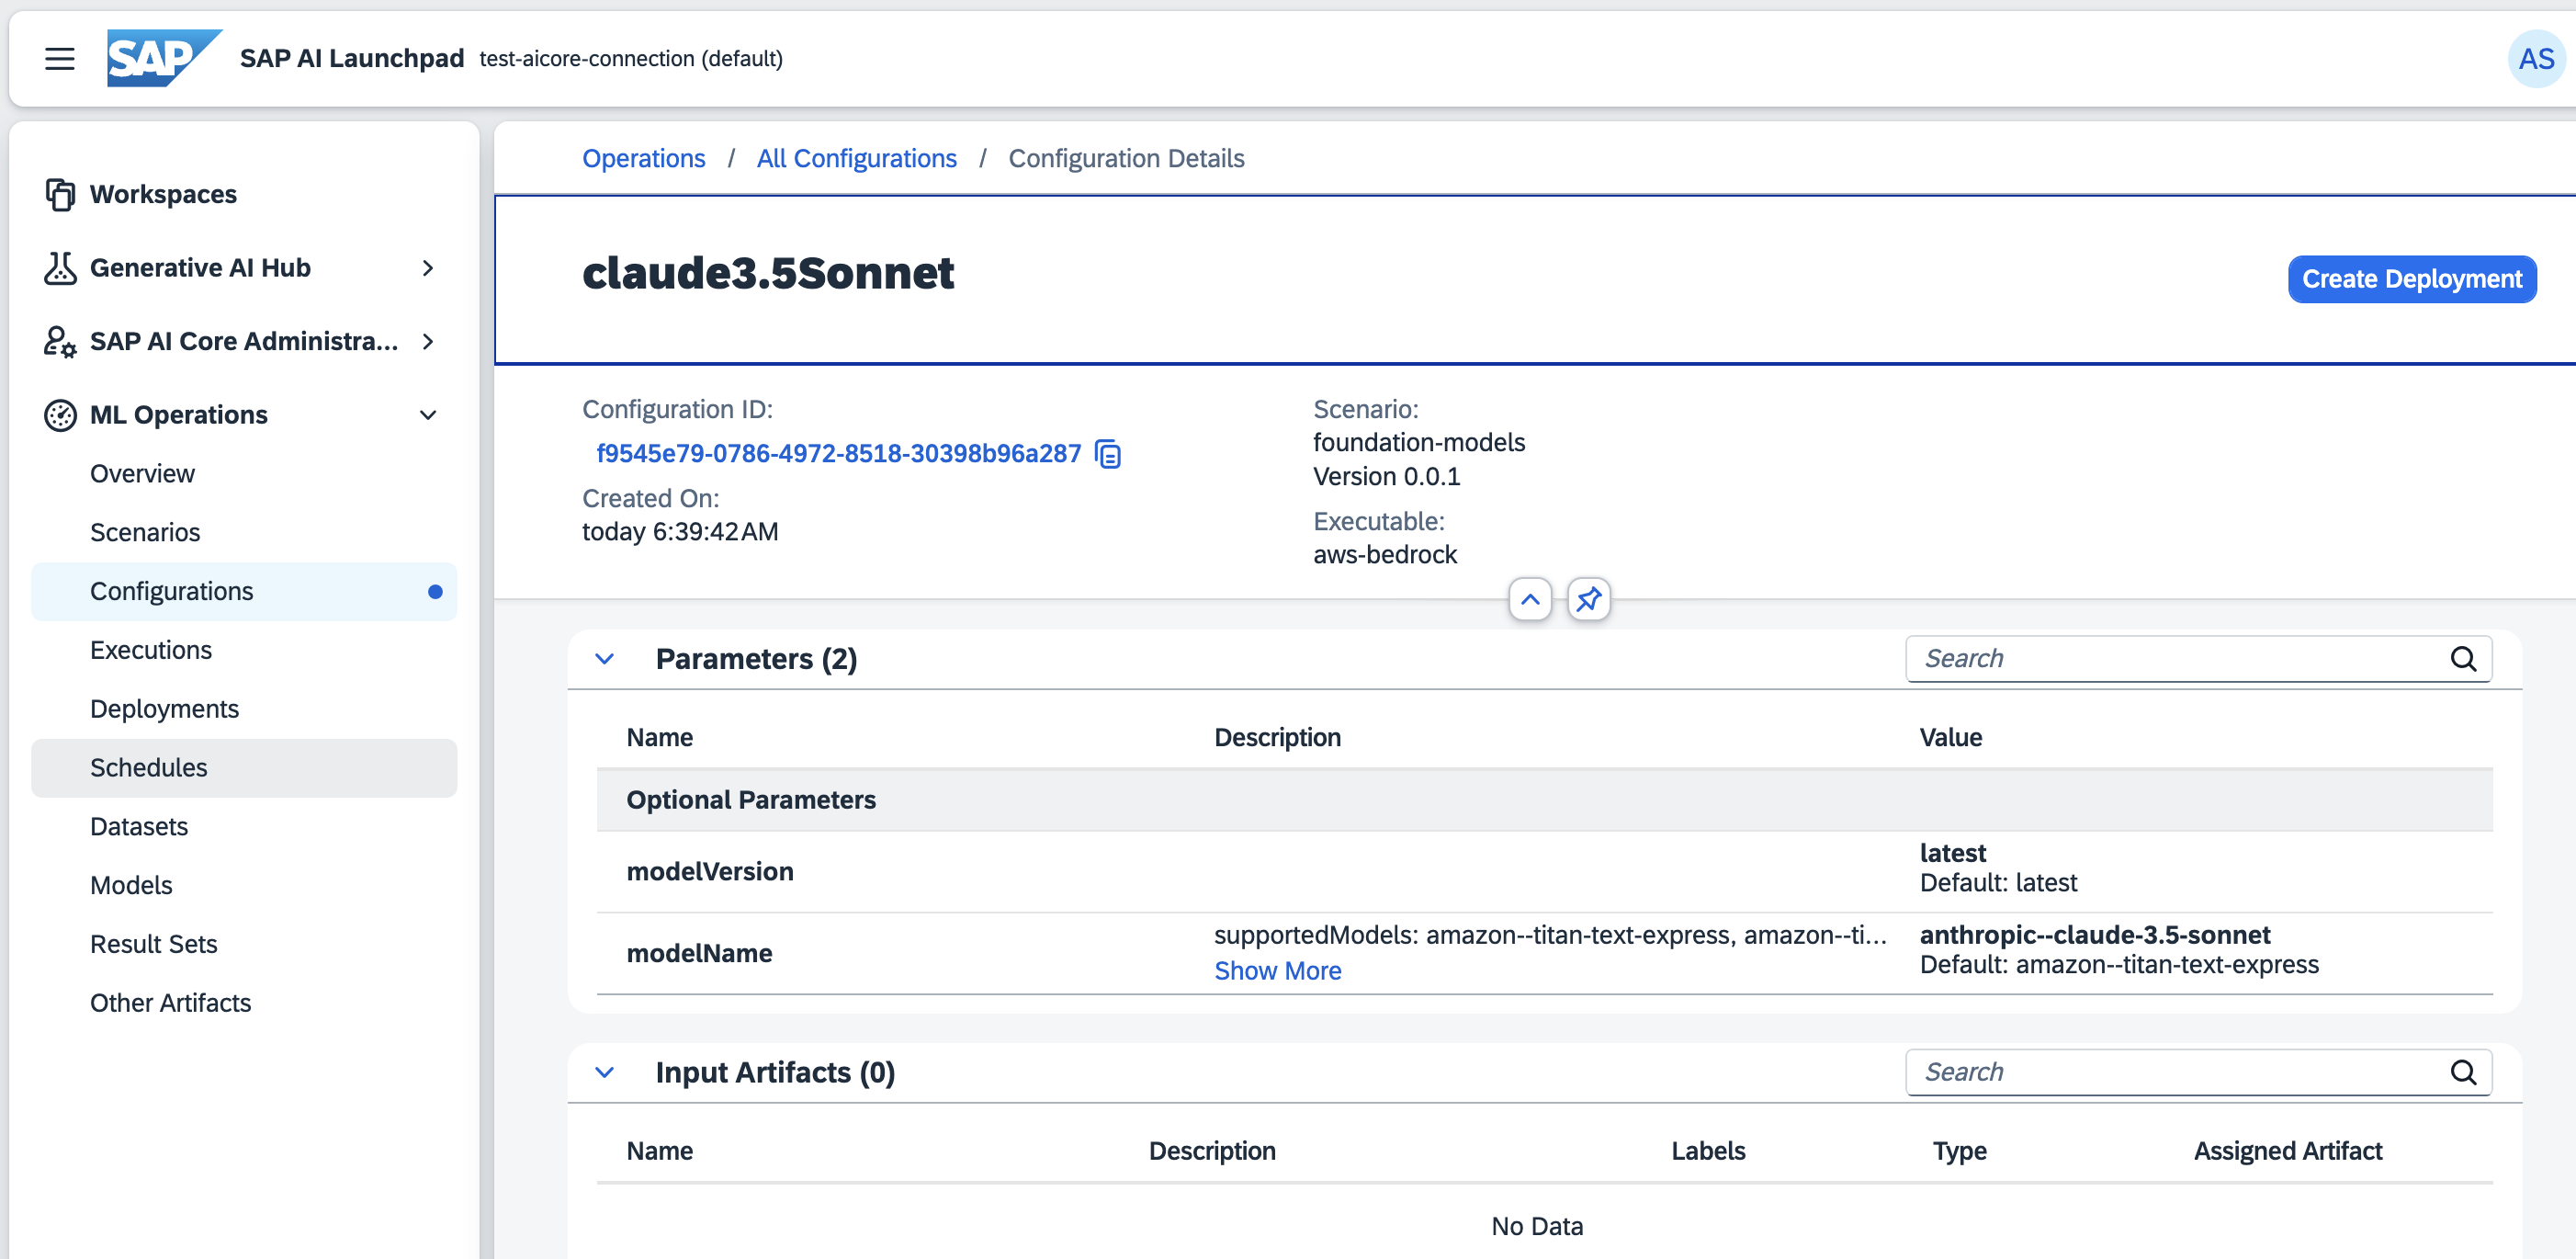 SAP SAP AI Launchpad test-aicore-connection (default) AS
Workspaces
Generative AI Hub
SAP AI Core Administra...
ML Operations
Overview
Scenarios
Configurations
Executions
Deployments
Schedules
Datasets
Models
Result Sets
Other Artifacts
Operations / All Configurations / Configuration Details
claude3.5Sonnet
Create Deployment
Configuration ID:
f9545e79-0786-4972-8518-30398b96a287
Created On:
today 6:39:42 AM
Scenario:
foundation-models
Version 0.0.1
Executable:
aws-bedrock
Parameters (2)
Search
Name Description Value
Optional Parameters
modelVersion
latest
Default: latest
modelName
supportedModels: amazon--titan-text-express, amazon--ti...
Show More
anthropic--claude-3.5-sonnet
Default: amazon--titan-text-express
Input Artifacts (0)
Search
Name Description Labels Type Assigned Artifact
No Data